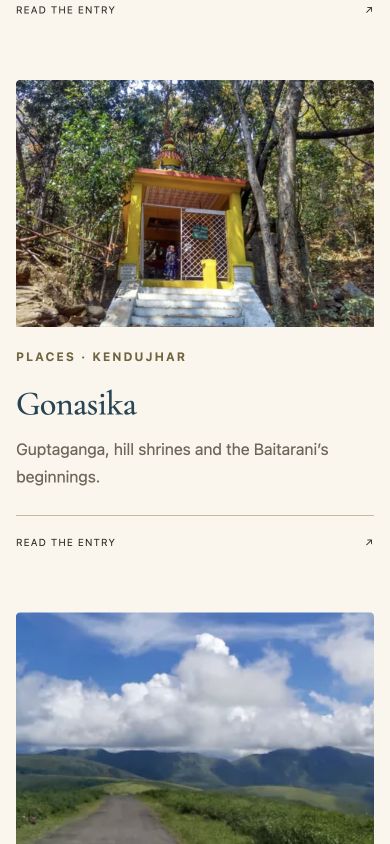 READ THE ENTRY ↗
PLACES · KENDUJHAR
Gonasika
Guptaganga, hill shrines and the Baitarani’s
beginnings.
READ THE ENTRY ↗